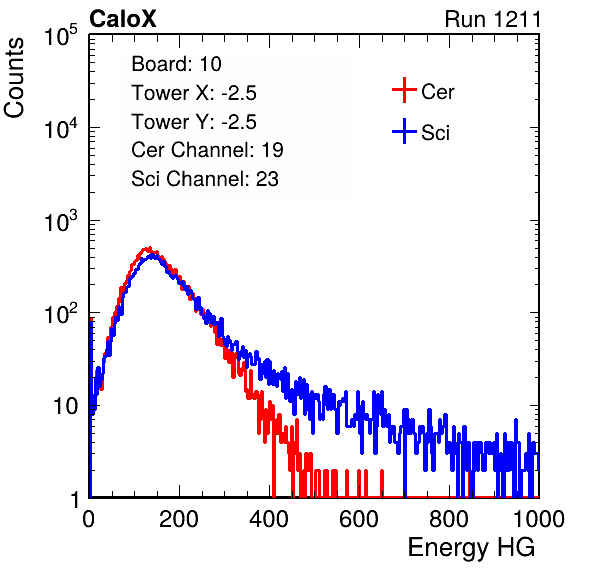 CaloX Run 1211
Counts
10^5
10^4
10^3
10^2
10
1
Board: 10
Tower X: -2.5
Tower Y: -2.5
Cer Channel: 19
Sci Channel: 23
Cer
Sci
0 200 400 600 800 1000
Energy HG